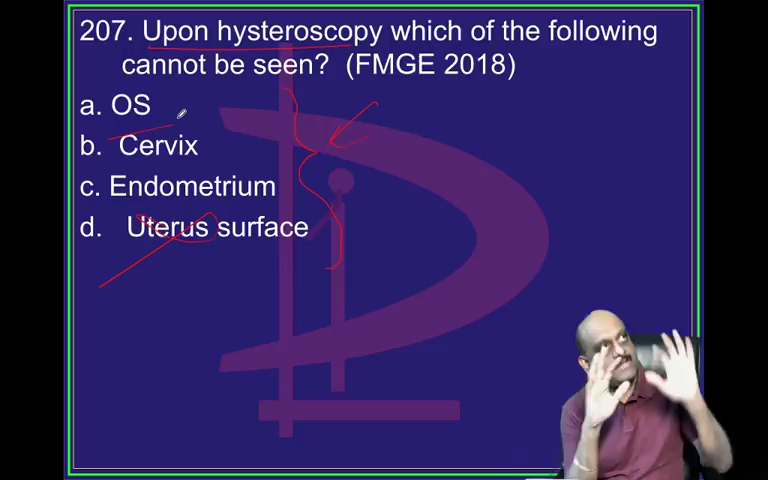 207. Upon hysteroscopy which of the following
cannot be seen? (FMGE 2018)
a. OS
b. Cervix
c. Endometrium
d. Uterus surface